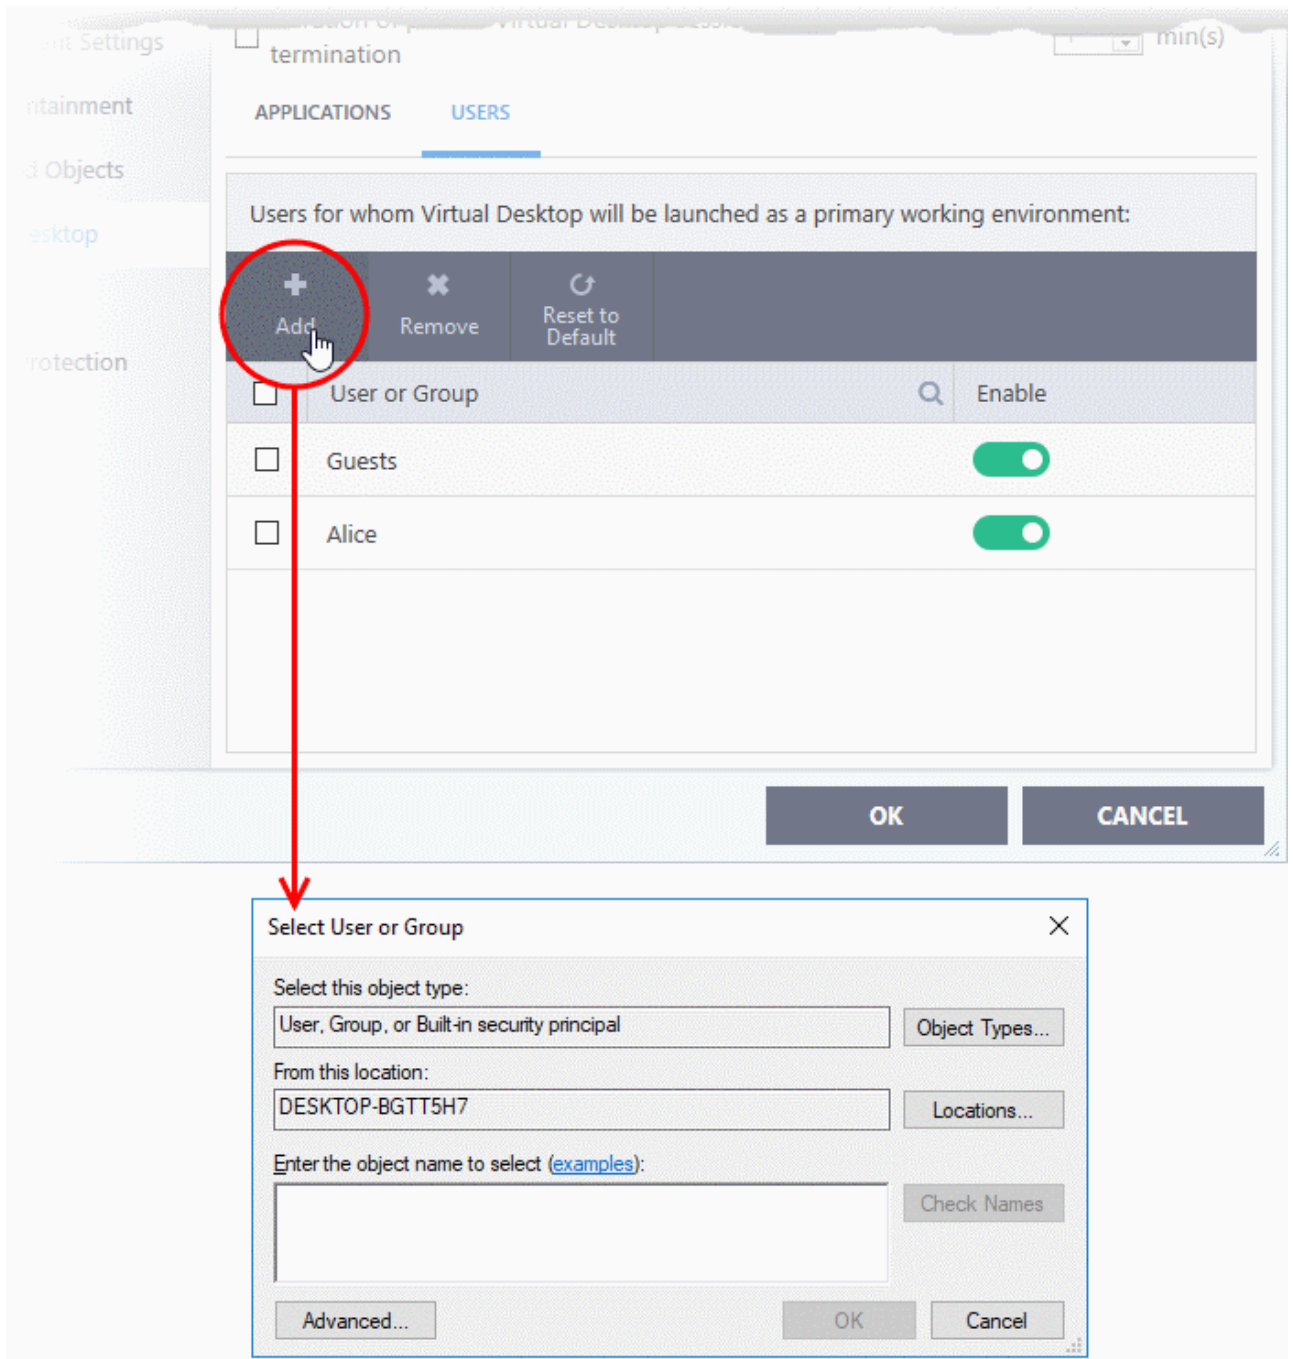 Settings
termination
min(s)
APPLICATIONS
USERS
Objects
Users for whom Virtual Desktop will be launched as a primary working environment:
Add
Remove
Reset to
Default
User or Group
Enable
Guests
Alice
OK
CANCEL
Select User or Group
Select this object type:
User, Group, or Built-in security principal
Object Types...
From this location:
DESKTOP-BGTT5H7
Locations...
Enter the object name to select (examples):
Check Names
Advanced...
OK
Cancel